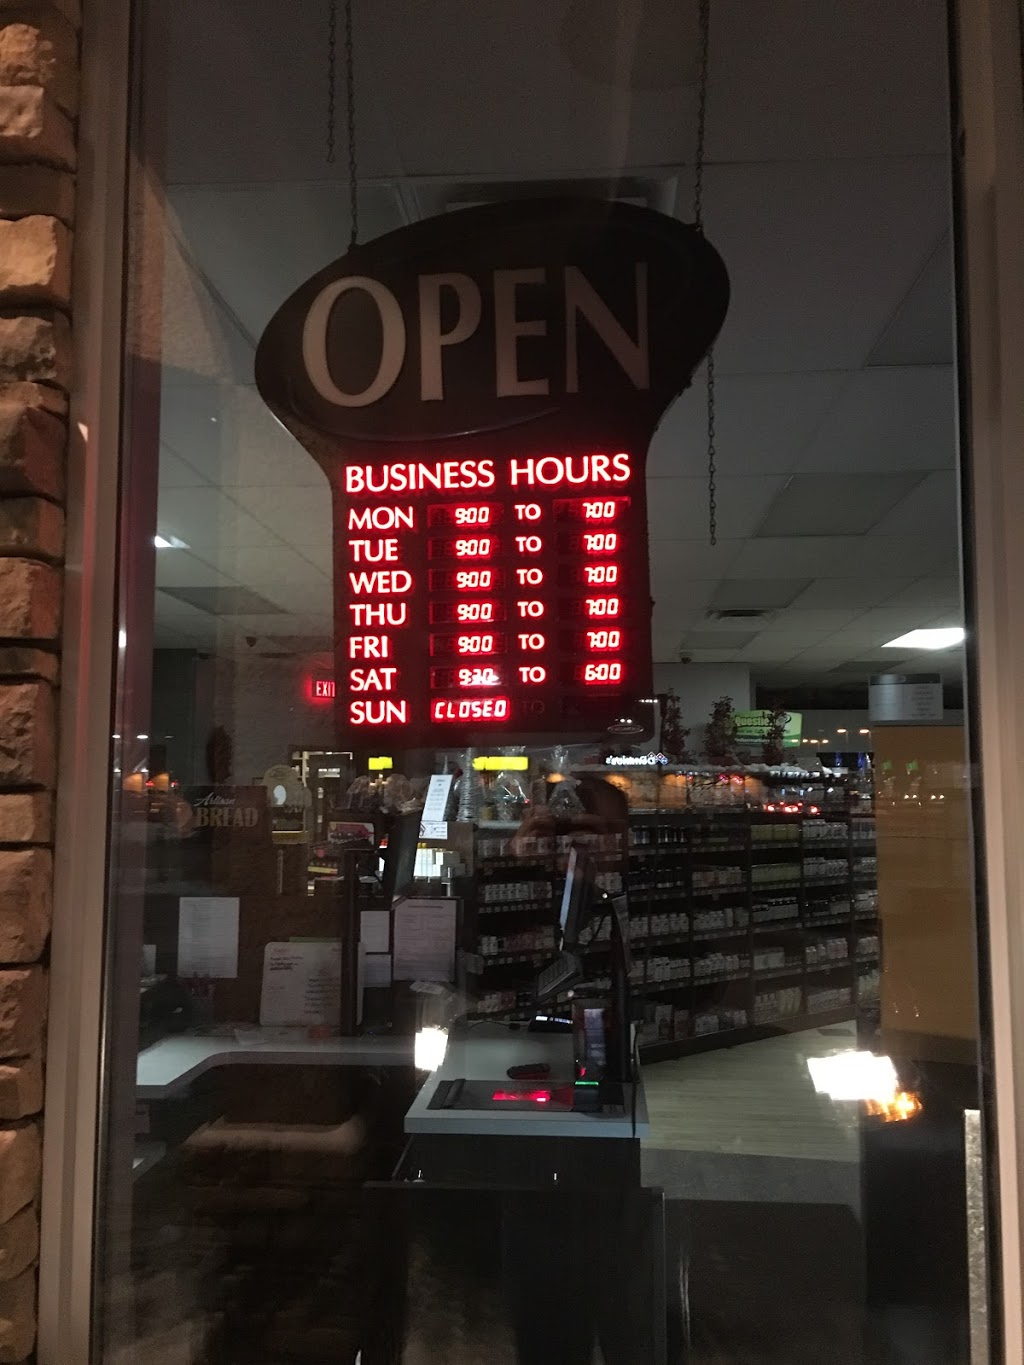 OPEN
BUSINESS HOURS
MON 9:00 TO 7:00
TUE 9:00 TO 7:00
WED 9:00 TO 7:00
THU 9:00 TO 7:00
FRI 9:00 TO 7:00
SAT 9:30 TO 6:00
SUN CLOSED
EXIT
Artisan
BREAD